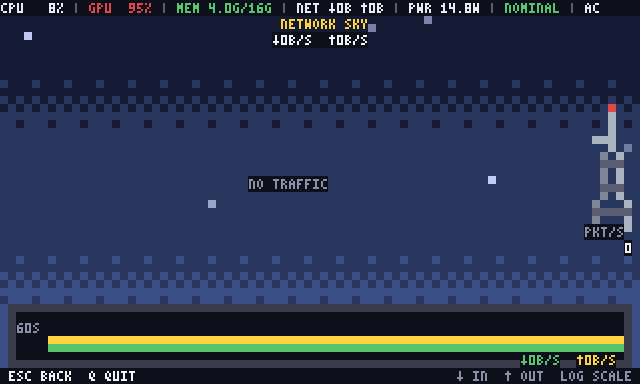 CPU 8% | GPU 95% | MEM 4.0G/16G | NET ↓0B ↑0B | PWR 14.8W | NOMINAL | AC
NETWORK SKY
↓0B/S ↑0B/S
NO TRAFFIC
PKT/S
0
60S
↓0B/S ↑0B/S
ESC BACK Q QUIT ↓ IN ↑ OUT LOG SCALE